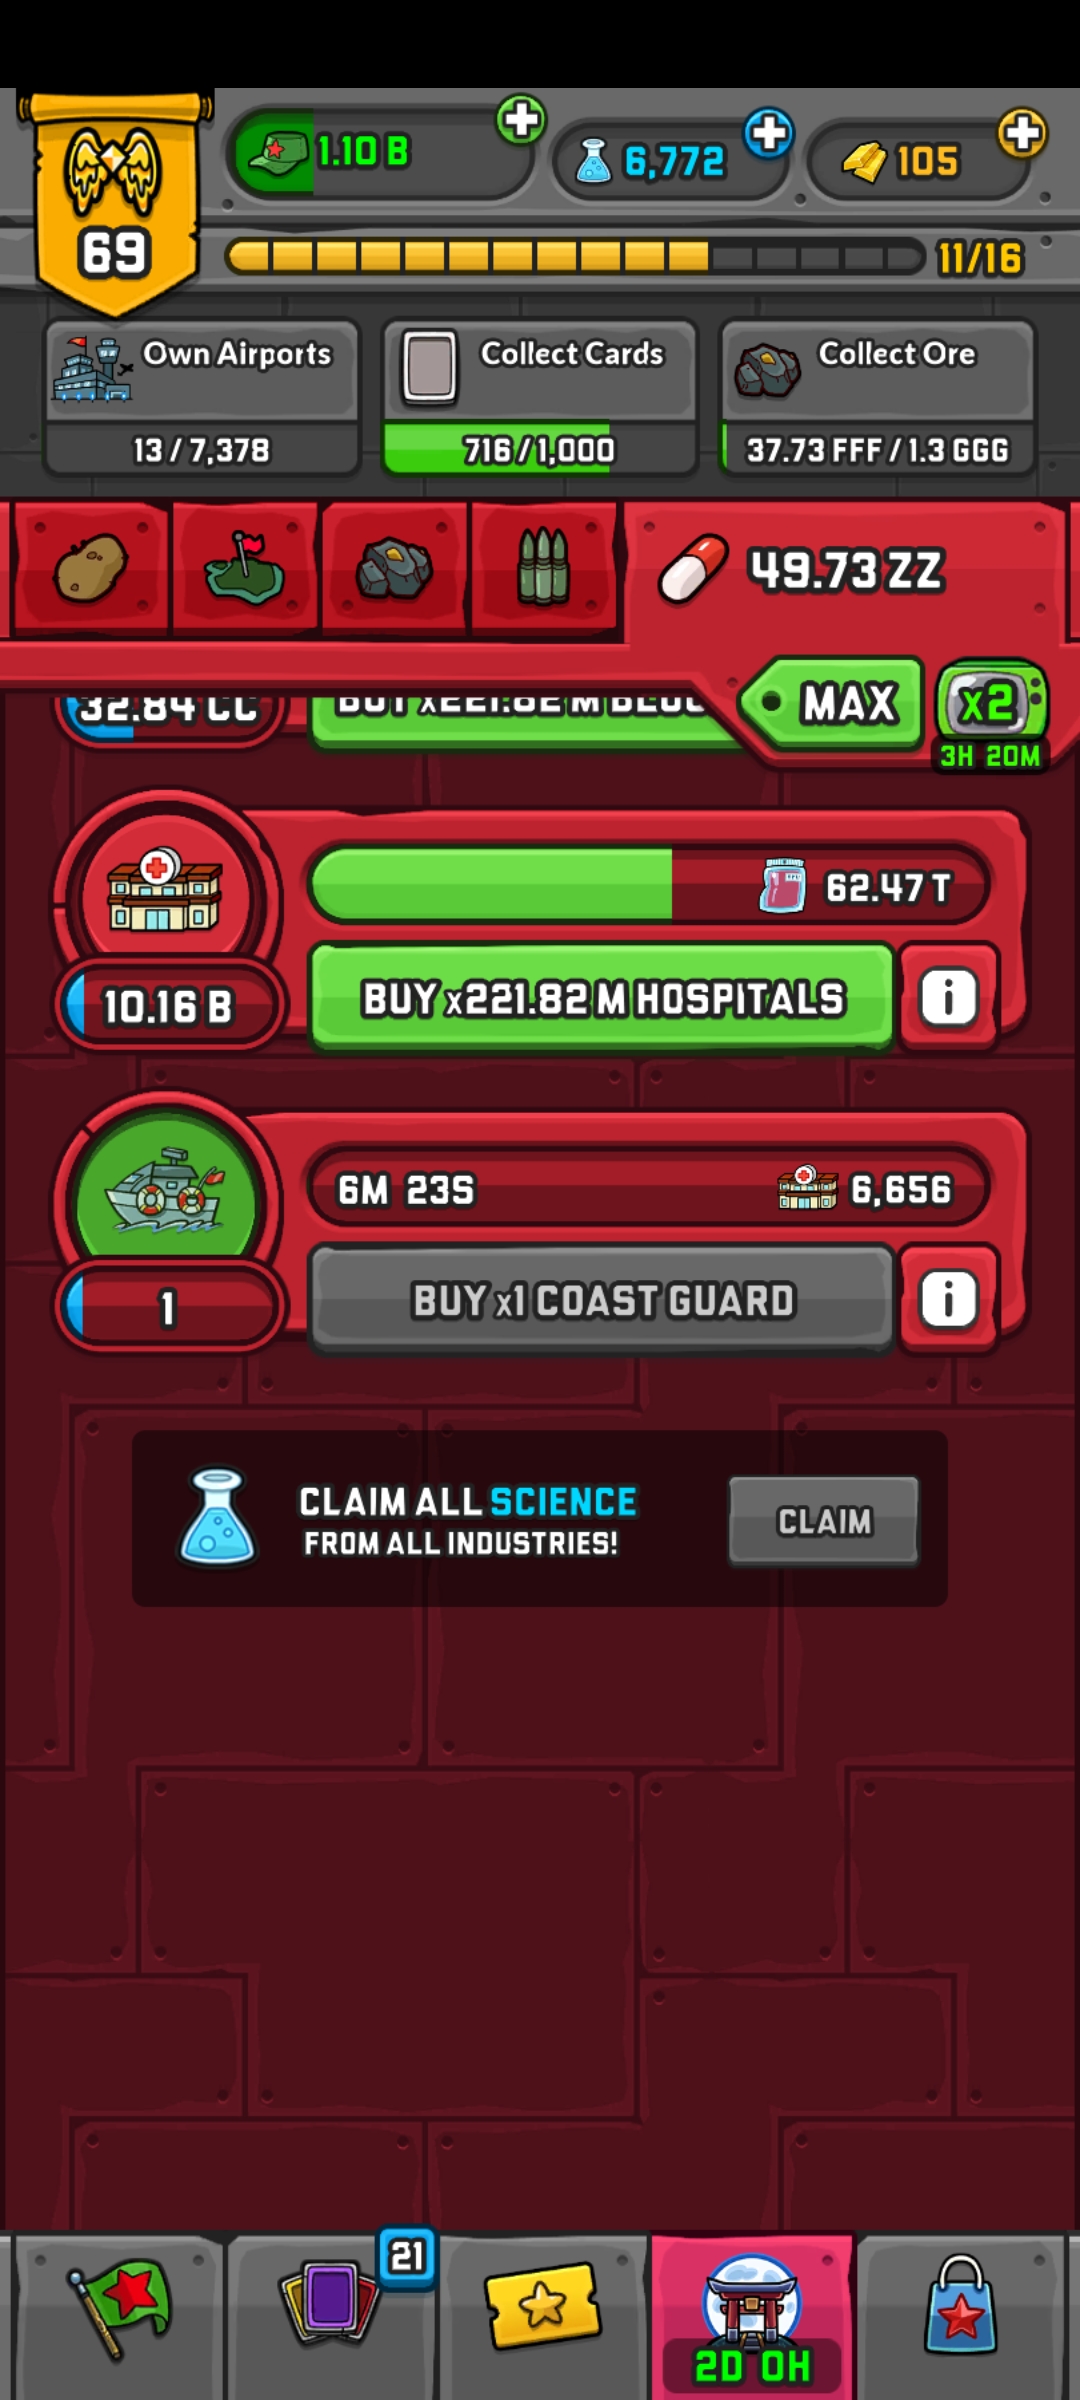 69
1.10 B
6,772
105
11/16
Own Airports
13 / 7,378
Collect Cards
716 / 1,000
Collect Ore
37.73 FFF / 1.3 GGG
49.73 ZZ
MAX
x2
3H 20M
32.84 CC
BUY x221.82 M
62.47 T
10.16 B
BUY x221.82 M HOSPITALS
i
6M 23S
6,656
1
BUY x1 COAST GUARD
i
CLAIM ALL SCIENCE
FROM ALL INDUSTRIES!
CLAIM
21
2D 0H